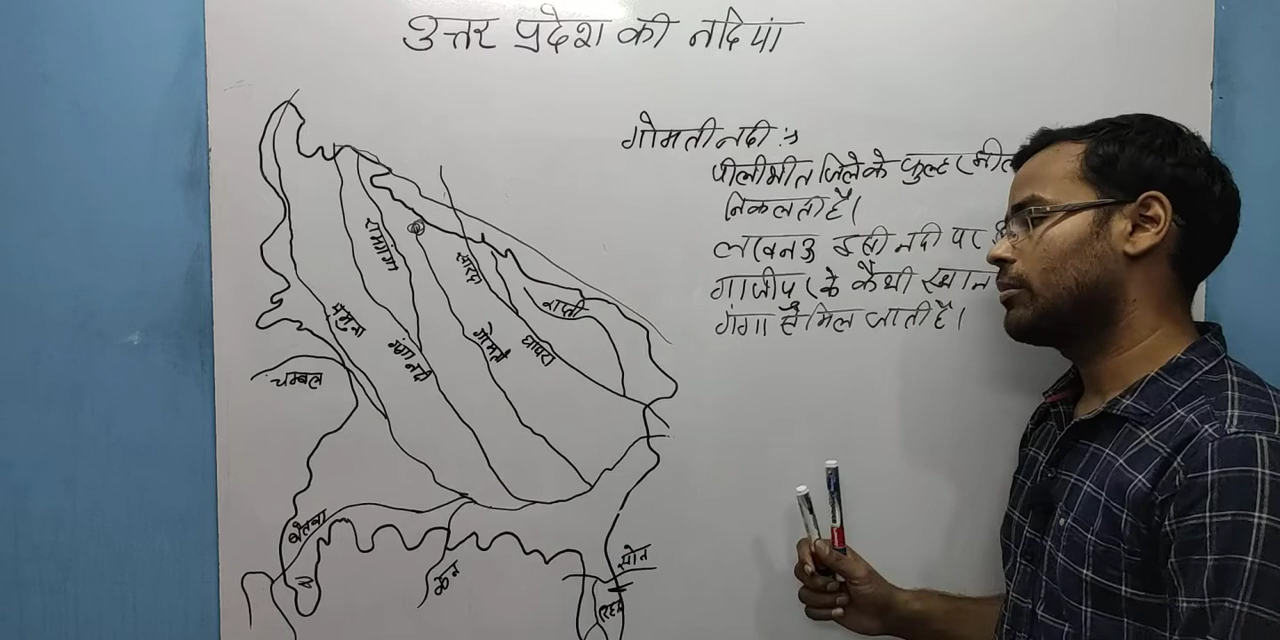 उत्तर प्रदेश की नदियां
गोमती नदी :→
पीलीभीत जिले के फुल्हर झील
निकलती है।
लखनऊ इसी नदी पर
गाजीपुर के कैथी स्थान
गंगा से मिल जाती है।
रामगंगा
शारदा
राप्ती
यमुना
गंगा नदी
गोमती
घाघरा
चम्बल
बेतवा
केन
सोन
रिहन्द